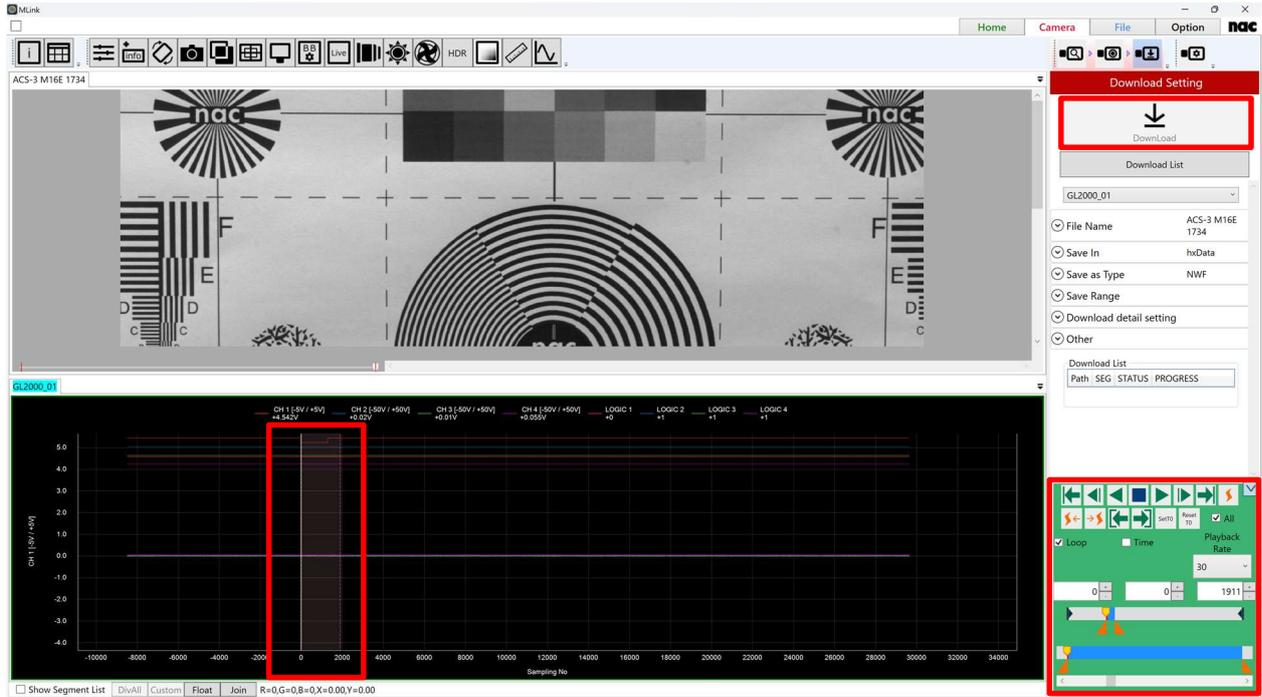 MLink
Home Camera File Option nac
info BB Live HDR
ACS-3 M16E 1734
Download Setting
DownLoad
Download List
GL2000_01
File Name ACS-3 M16E 1734
Save In hxData
Save as Type NWF
Save Range
Download detail setting
Other
Download List
Path SEG STATUS PROGRESS
nac nac
F F
E E
D D D
C C C
nac
GL2000_01
CH 1 [-5V / +5V] CH 2 [-50V / +50V] CH 3 [-50V / +50V] CH 4 [-50V / +50V] LOGIC 1 LOGIC 2 LOGIC 3 LOGIC 4
+4.542V +0.02V +0.01V +0.055V +0 +1 +1 +1
5.0
4.0
3.0
2.0
1.0
0.0
-1.0
-2.0
-3.0
-4.0
CH 1 [-5V / +5V]
-10000 -8000 -6000 -4000 -2000 0 2000 4000 6000 8000 10000 12000 14000 16000 18000 20000 22000 24000 26000 28000 30000 32000 34000
Sampling No
SetT0 Reset T0 All
Loop Time Playback Rate
30
0 0 1911
Show Segment List DivAll Custom Float Join R=0,G=0,B=0,X=0.00,Y=0.00